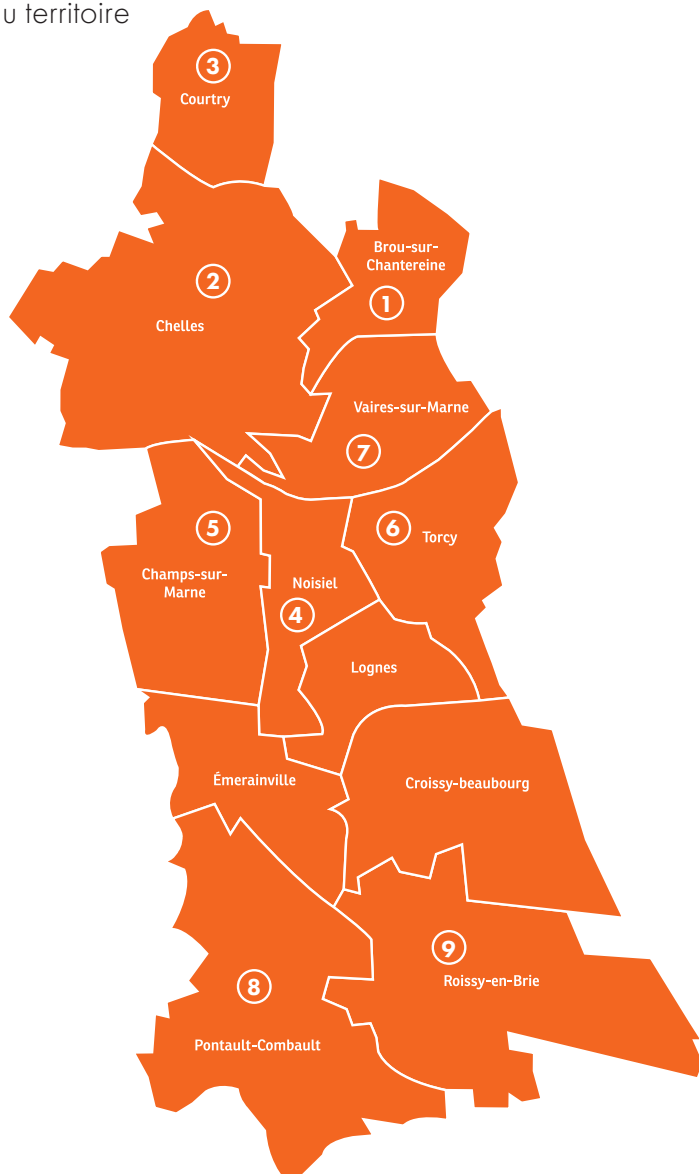 u territoire
3
Courtry
Brou-sur-
Chantereine
1
2
Chelles
Vaires-sur-Marne
7
5
Champs-sur-
Marne
6
Torcy
Noisiel
4
Lognes
Émerainville
Croissy-beaubourg
9
Roissy-en-Brie
8
Pontault-Combault